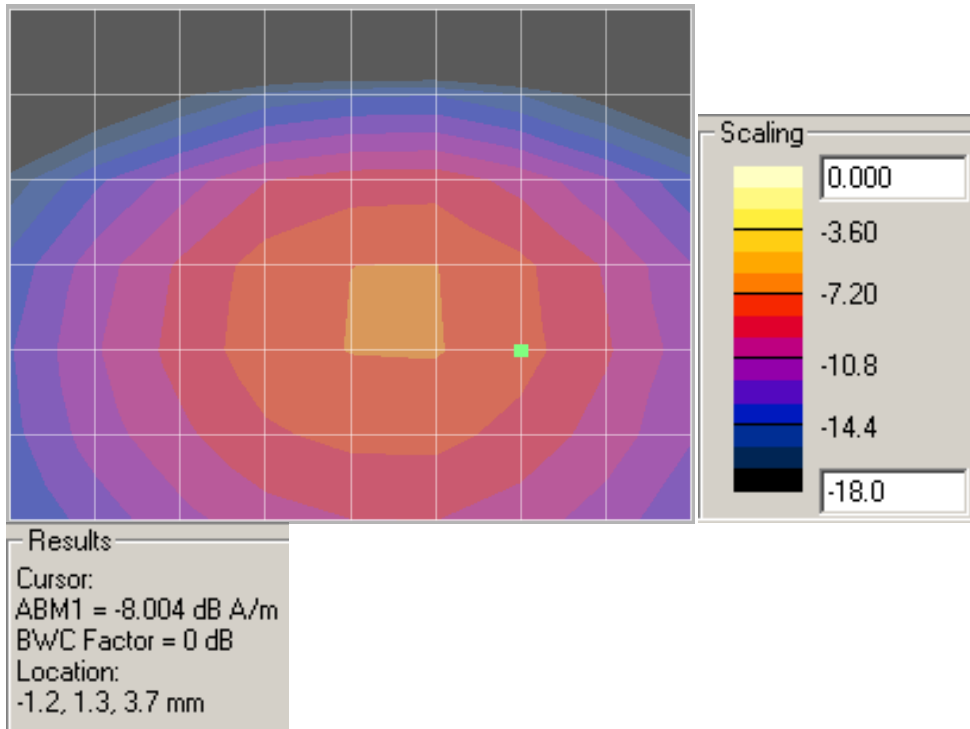 Scaling
0.000
-3.60
-7.20
-10.8
-14.4
-18.0
Results
Cursor:
ABM1 = -8.004 dB A/m
BWC Factor = 0 dB
Location:
-1.2, 1.3, 3.7 mm